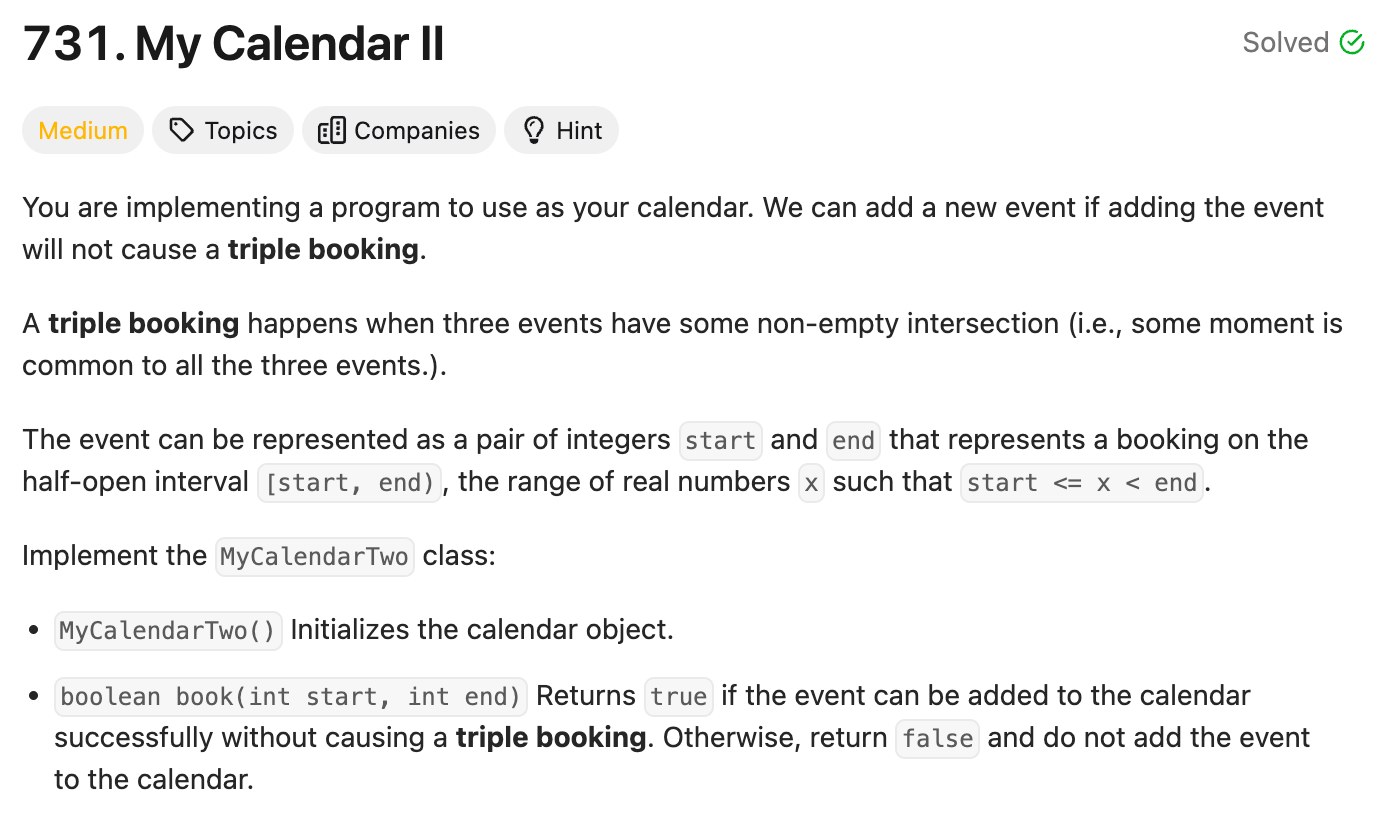 731. My Calendar II
Solved
Medium
Topics
Companies
Hint
You are implementing a program to use as your calendar. We can add a new event if adding the event
will not cause a triple booking.
A triple booking happens when three events have some non-empty intersection (i.e., some moment is
common to all the three events.).
The event can be represented as a pair of integers start and end that represents a booking on the
half-open interval [start, end), the range of real numbers x such that start <= x < end.
Implement the MyCalendarTwo class:
• MyCalendarTwo() Initializes the calendar object.
• boolean book(int start, int end) Returns true if the event can be added to the calendar
successfully without causing a triple booking. Otherwise, return false and do not add the event
to the calendar.